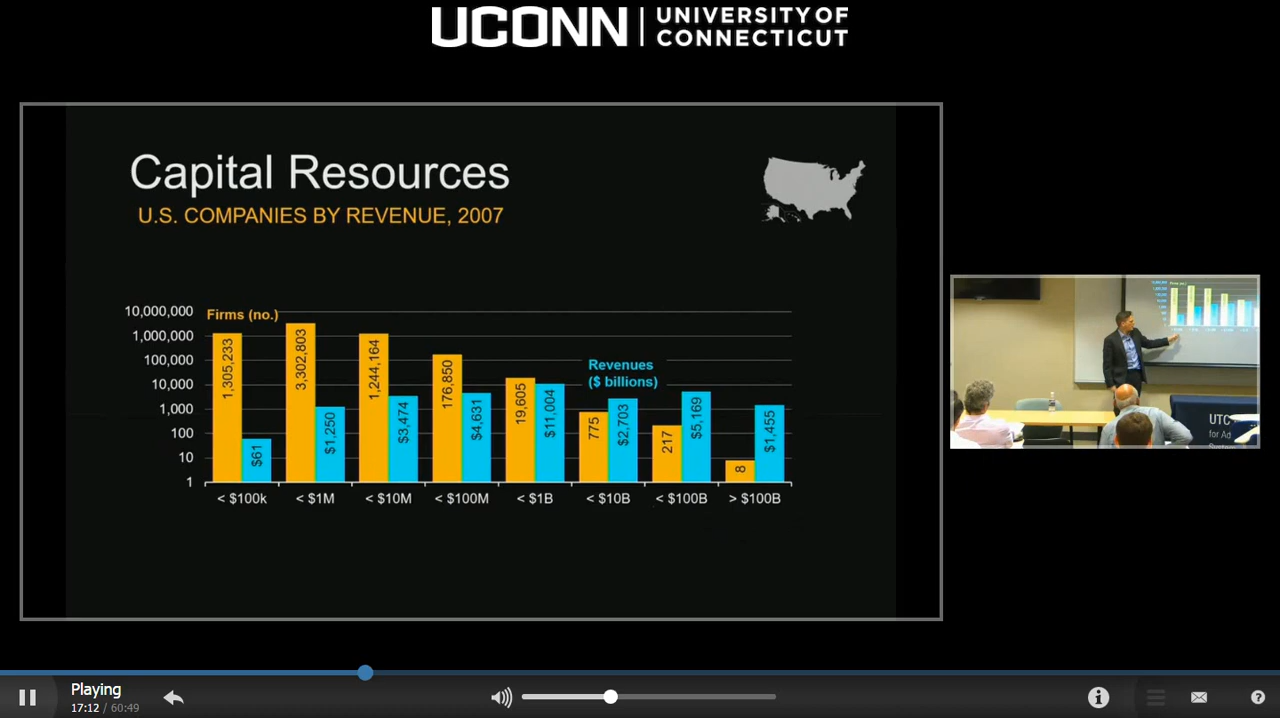 UCONN
UNIVERSITY OF
CONNECTICUT
Capital Resources
U.S. COMPANIES BY REVENUE, 2007
10,000,000
1,000,000
100,000
10,000
1,000
100
10
1
Firms (no.)
Revenues
($ billions)
1,305,233
$61
3,302,803
$1,250
1,244,164
$3,474
176,850
$4,631
19,605
$11,004
775
$2,703
217
$5,169
8
$1,455
< $100k
< $1M
< $10M
< $100M
< $1B
< $10B
< $100B
> $100B
UTC
for Ad
Playing
17:12 / 60:49